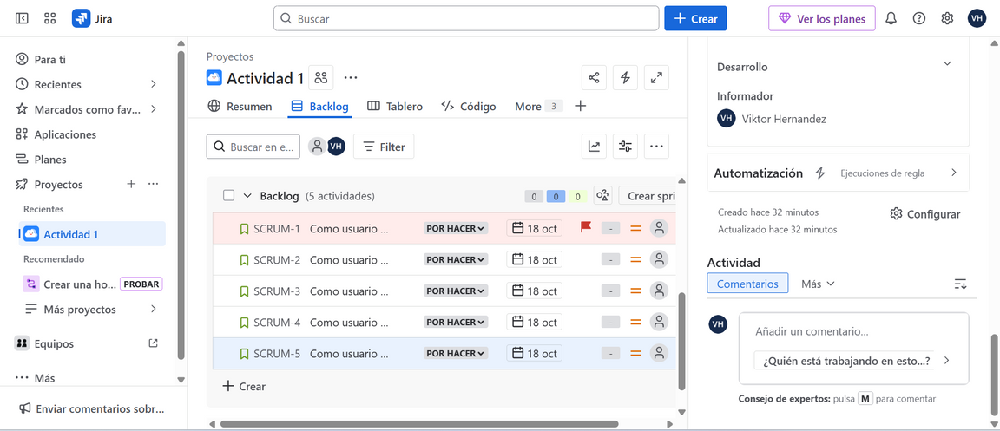 Jira
Buscar
Crear
Ver los planes
VH
Para ti
Recientes
Marcados como fav...
Aplicaciones
Planes
Proyectos
Recientes
Actividad 1
Recomendado
Crear una ho... PROBAR
Más proyectos
Equipos
Más
Enviar comentarios sobr...
Proyectos
Actividad 1
Resumen Backlog Tablero Código More 3
Buscar en e... VH Filter
Backlog (5 actividades) 0 0 0 Crear spri
SCRUM-1 Como usuario ... POR HACER 18 oct -
SCRUM-2 Como usuario ... POR HACER 18 oct -
SCRUM-3 Como usuario ... POR HACER 18 oct -
SCRUM-4 Como usuario ... POR HACER 18 oct -
SCRUM-5 Como usuario ... POR HACER 18 oct -
Crear
Desarrollo
Informador
VH Viktor Hernandez
Automatización Ejecuciones de regla
Creado hace 32 minutos
Configurar
Actualizado hace 32 minutos
Actividad
Comentarios Más
VH Añadir un comentario...
¿Quién está trabajando en esto...?
Consejo de expertos: pulsa M para comentar